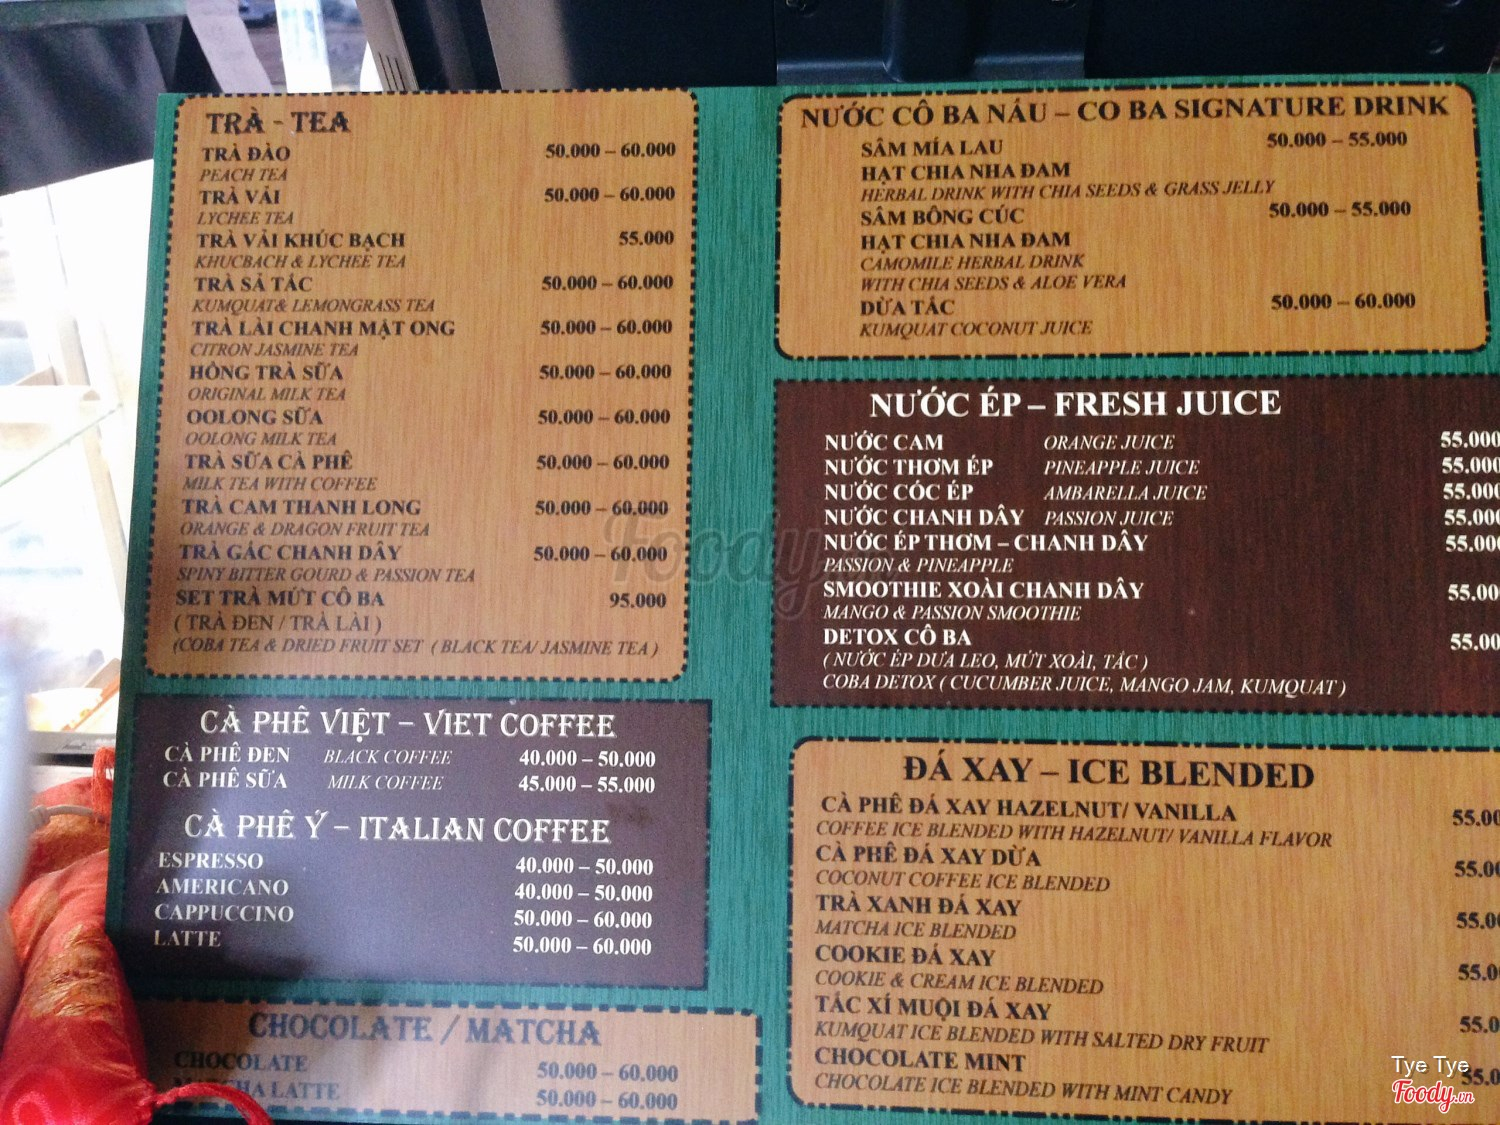 TRÀ - TEA
TRÀ ĐÀO 50.000 – 60.000
PEACH TEA
TRÀ VẢI 50.000 – 60.000
LYCHEE TEA
TRÀ VẢI KHÚC BẠCH 55.000
KHUCBACH & LYCHEE TEA
TRÀ SẢ TẮC 50.000 – 60.000
KUMQUAT& LEMONGRASS TEA
TRÀ LÀI CHANH MẬT ONG 50.000 – 60.000
CITRON JASMINE TEA
HỒNG TRÀ SỮA 50.000 – 60.000
ORIGINAL MILK TEA
OOLONG SỮA 50.000 – 60.000
OOLONG MILK TEA
TRÀ SỮA CÀ PHÊ 50.000 – 60.000
MILK TEA WITH COFFEE
TRÀ CAM THANH LONG 50.000 – 60.000
ORANGE & DRAGON FRUIT TEA
TRÀ GẤC CHANH DÂY 50.000 – 60.000
SPINY BITTER GOURD & PASSION TEA
SET TRÀ MỨT CÔ BA 95.000
( TRÀ ĐEN / TRÀ LÀI )
(COBA TEA & DRIED FRUIT SET ( BLACK TEA/ JASMINE TEA )
CÀ PHÊ VIỆT – VIET COFFEE
CÀ PHÊ ĐEN BLACK COFFEE 40.000 – 50.000
CÀ PHÊ SỮA MILK COFFEE 45.000 – 55.000
CÀ PHÊ Ý – ITALIAN COFFEE
ESPRESSO 40.000 – 50.000
AMERICANO 40.000 – 50.000
CAPPUCCINO 50.000 – 60.000
LATTE 50.000 – 60.000
CHOCOLATE / MATCHA
CHOCOLATE 50.000 – 60.000
MATCHA LATTE 50.000 – 60.000
NƯỚC CÔ BA NẤU – CO BA SIGNATURE DRINK
SÂM MÍA LAU 50.000 – 55.000
HẠT CHIA NHA ĐAM
HERBAL DRINK WITH CHIA SEEDS & GRASS JELLY
SÂM BÔNG CÚC 50.000 – 55.000
HẠT CHIA NHA ĐAM
CAMOMILE HERBAL DRINK
WITH CHIA SEEDS & ALOE VERA
DỪA TẮC 50.000 – 60.000
KUMQUAT COCONUT JUICE
NƯỚC ÉP – FRESH JUICE
NƯỚC CAM ORANGE JUICE 55.000
NƯỚC THƠM ÉP PINEAPPLE JUICE 55.000
NƯỚC CÓC ÉP AMBARELLA JUICE 55.000
NƯỚC CHANH DÂY PASSION JUICE 55.000
NƯỚC ÉP THƠM – CHANH DÂY 55.000
PASSION & PINEAPPLE
SMOOTHIE XOÀI CHANH DÂY 55.00
MANGO & PASSION SMOOTHIE
DETOX CÔ BA 55.00
( NƯỚC ÉP DƯA LEO, MỨT XOÀI, TẮC )
COBA DETOX ( CUCUMBER JUICE, MANGO JAM, KUMQUAT )
ĐÁ XAY – ICE BLENDED
CÀ PHÊ ĐÁ XAY HAZELNUT/ VANILLA 55.00
COFFEE ICE BLENDED WITH HAZELNUT/ VANILLA FLAVOR
CÀ PHÊ ĐÁ XAY DỪA 55.00
COCONUT COFFEE ICE BLENDED
TRÀ XANH ĐÁ XAY 55.00
MATCHA ICE BLENDED
COOKIE ĐÁ XAY 55.0
COOKIE & CREAM ICE BLENDED
TẮC XÍ MUỘI ĐÁ XAY 55.0
KUMQUAT ICE BLENDED WITH SALTED DRY FRUIT
CHOCOLATE MINT 55.0
CHOCOLATE ICE BLENDED WITH MINT CANDY
Foody
Tye Tye
Foody.vn